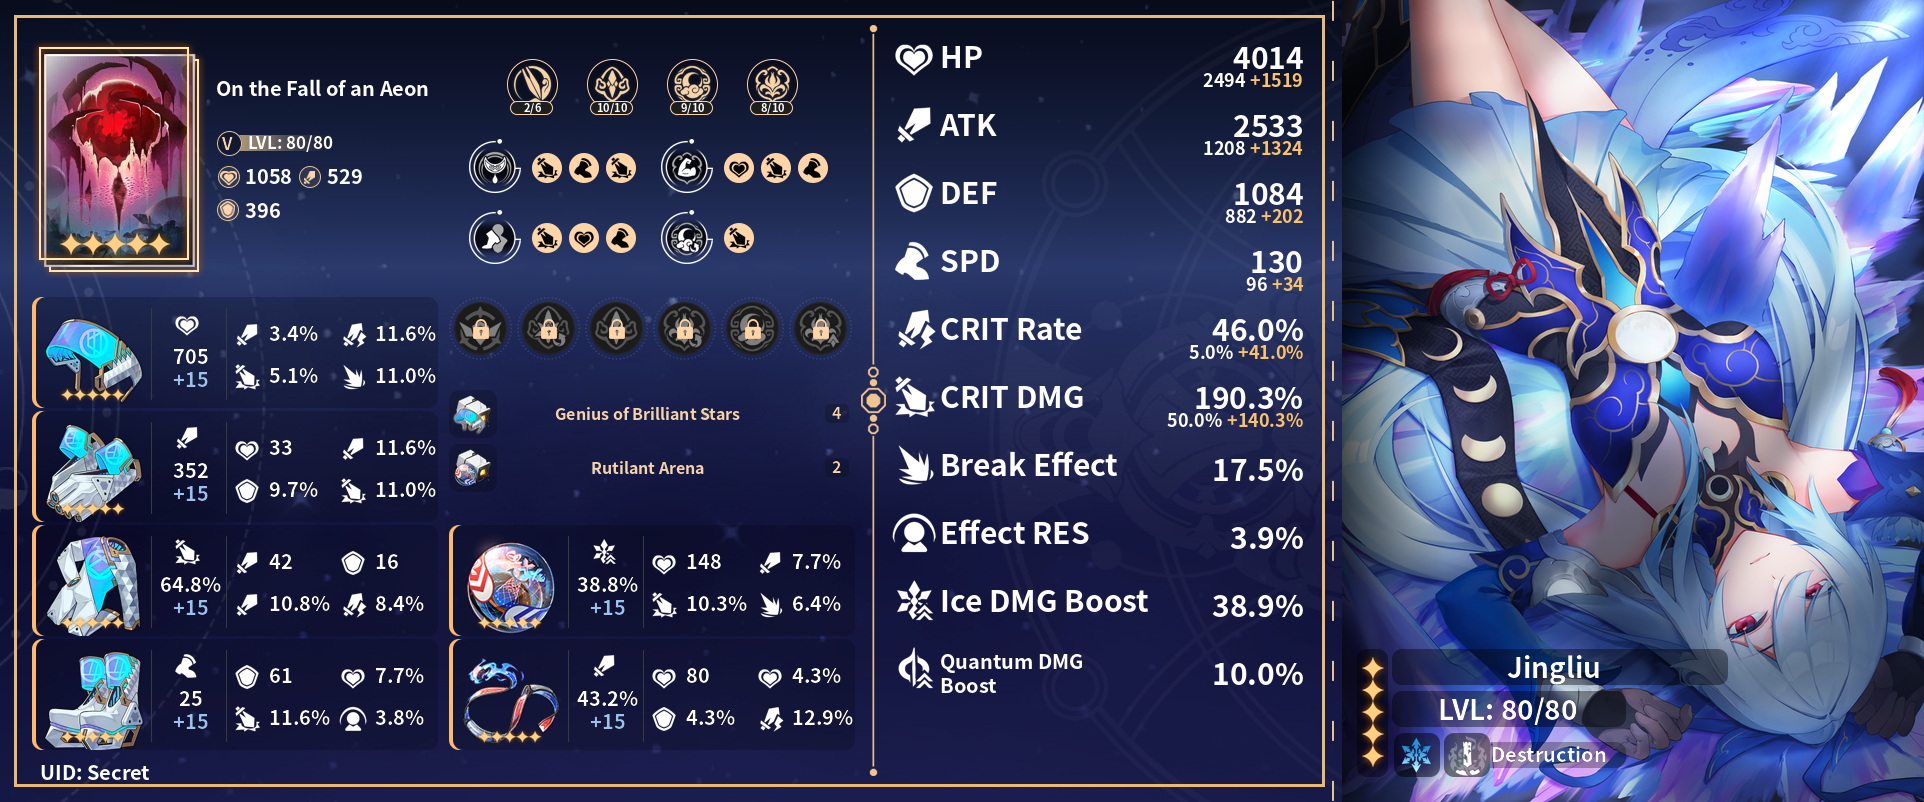 On the Fall of an Aeon
V LVL: 80/80
1058 529
396
2/6 10/10 9/10 8/10
705
+15
3.4% 11.6%
5.1% 11.0%
352
+15
33 11.6%
9.7% 11.0%
64.8%
+15
42 16
10.8% 8.4%
25
+15
61 7.7%
11.6% 3.8%
Genius of Brilliant Stars 4
Rutilant Arena 2
38.8%
+15
148 7.7%
10.3% 6.4%
43.2%
+15
80 4.3%
4.3% 12.9%
UID: Secret
HP 4014
2494 +1519
ATK 2533
1208 +1324
DEF 1084
882 +202
SPD 130
96 +34
CRIT Rate 46.0%
5.0% +41.0%
CRIT DMG 190.3%
50.0% +140.3%
Break Effect 17.5%
Effect RES 3.9%
Ice DMG Boost 38.9%
Quantum DMG
Boost 10.0%
Jingliu
LVL: 80/80
Destruction